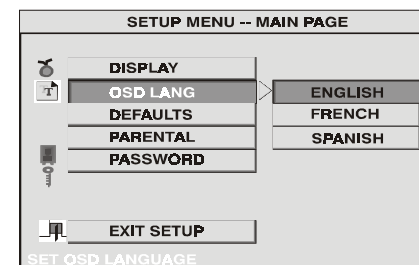 SETUP MENU -- MAIN PAGE
DISPLAY
OSD LANG
ENGLISH
DEFAULTS
FRENCH
PARENTAL
SPANISH
PASSWORD
EXIT SETUP
SET OSD LANGUAGE